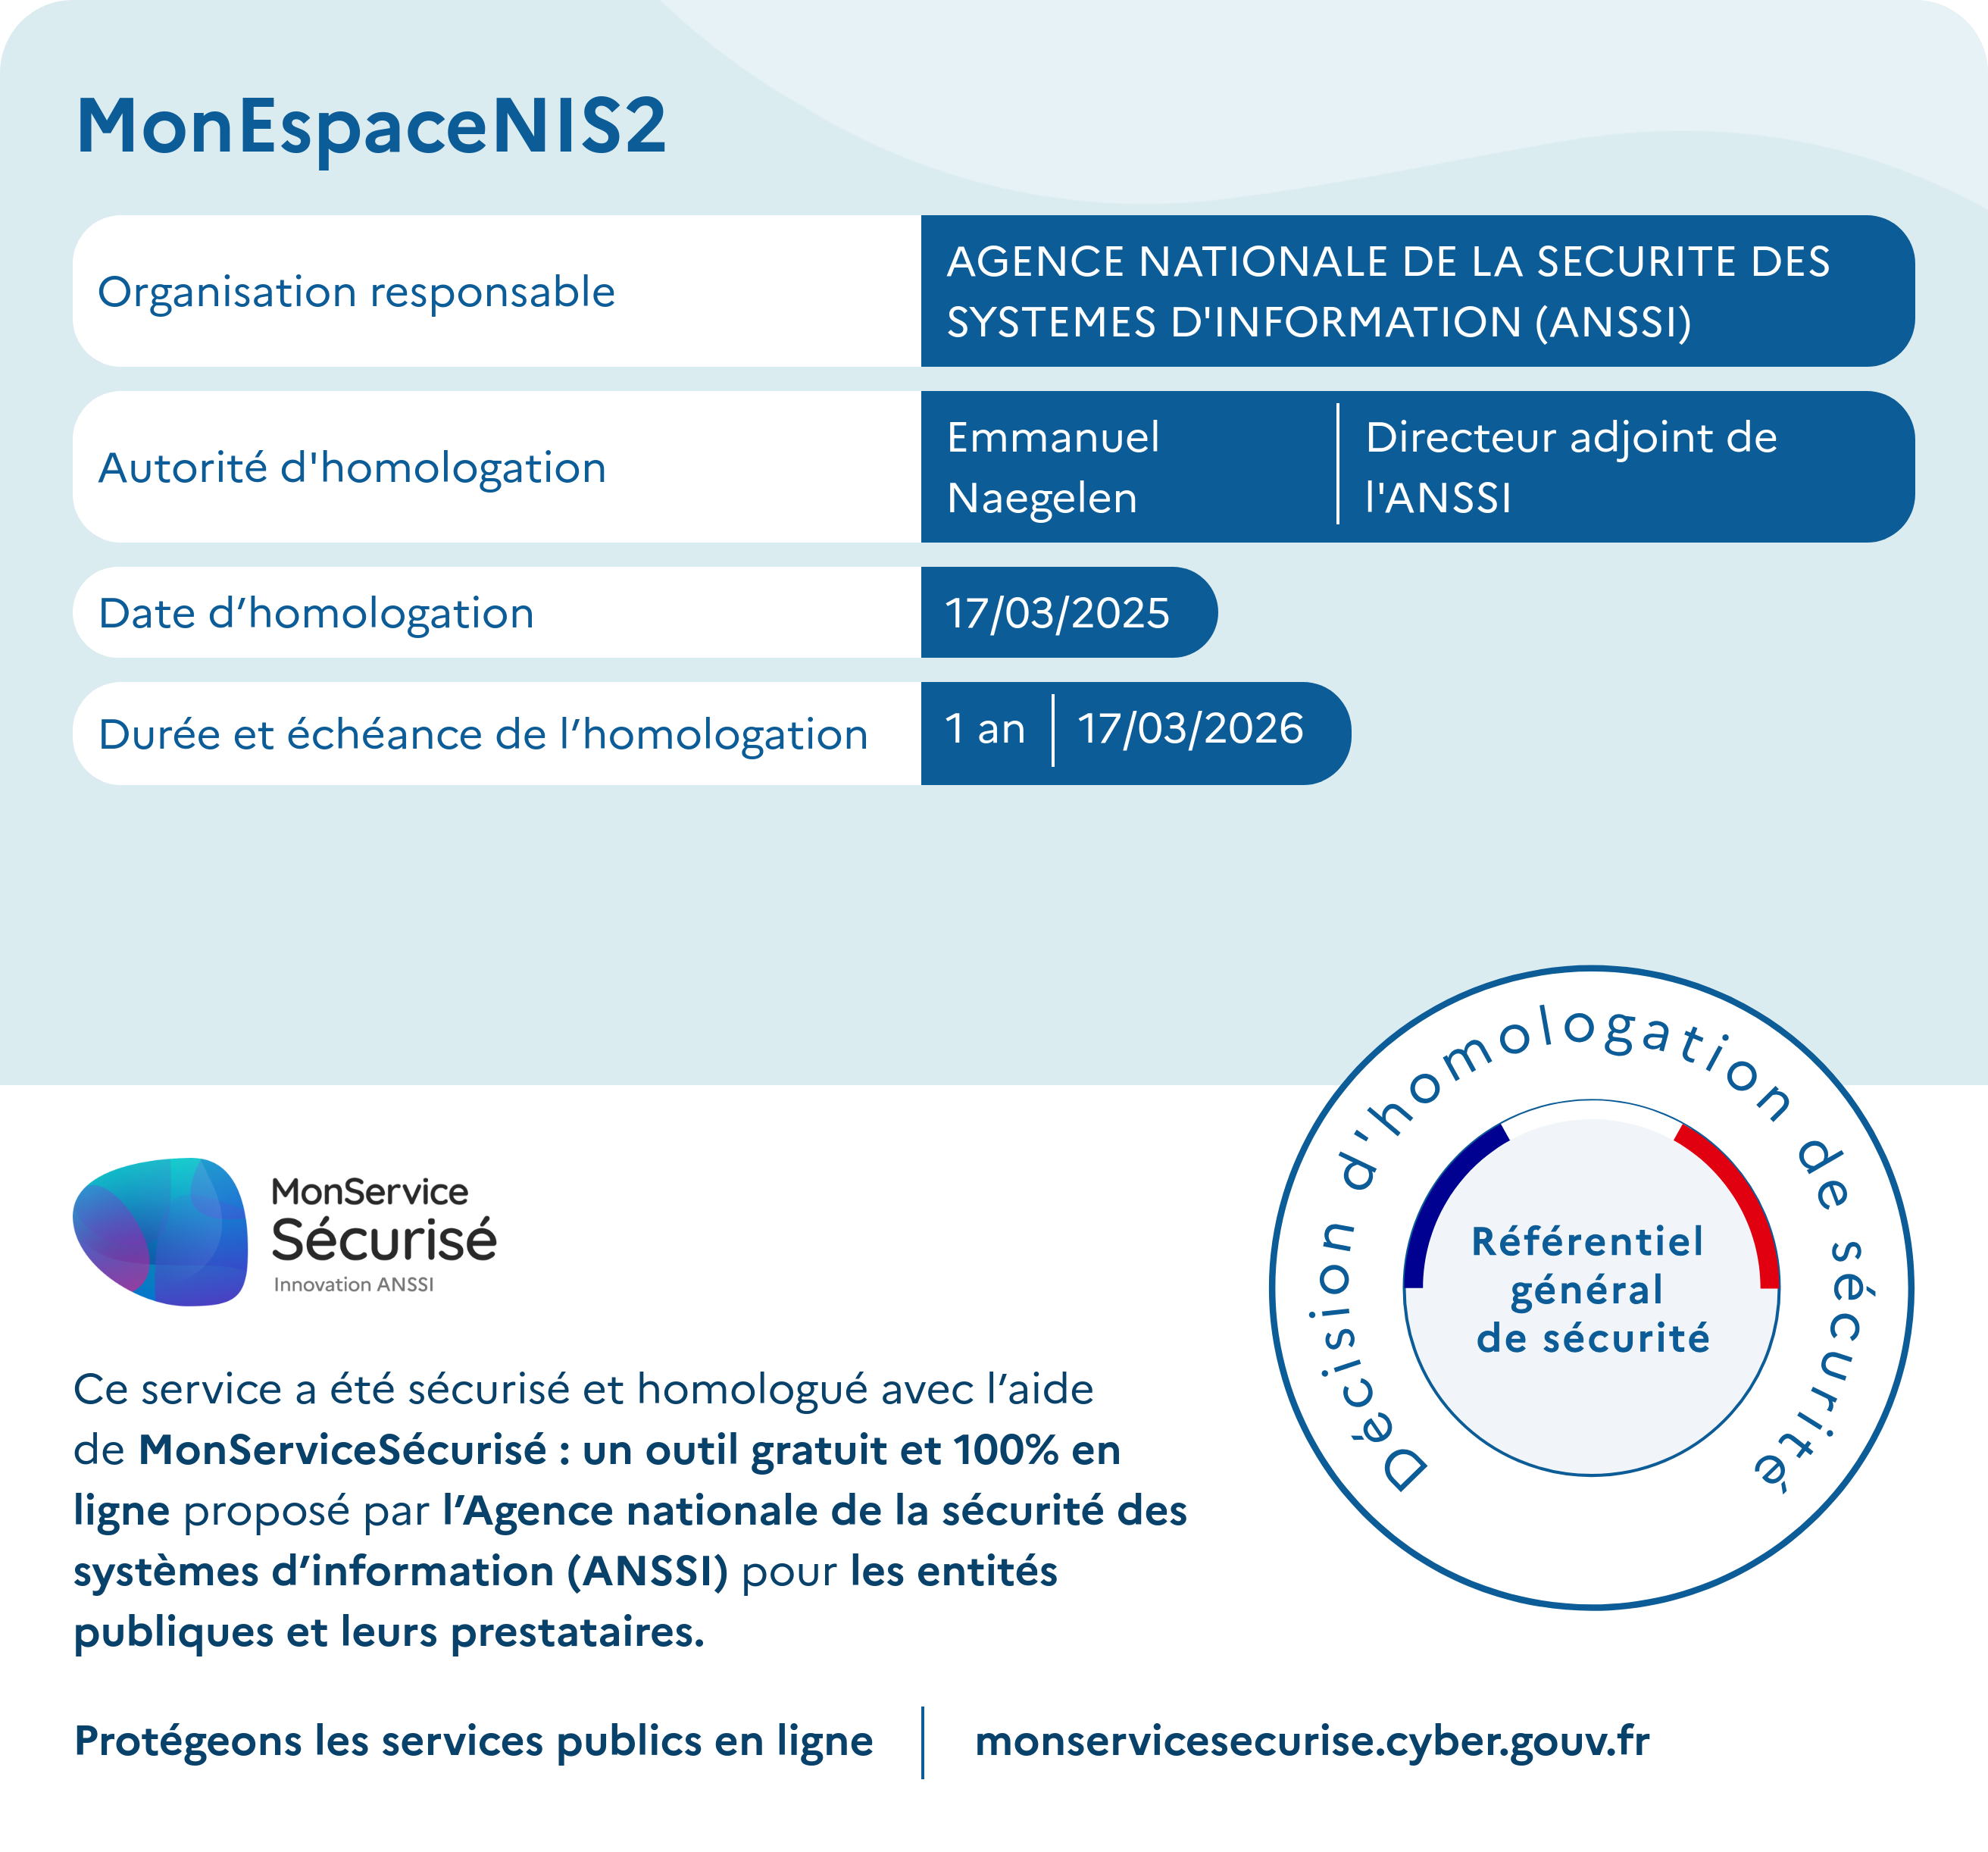 MonEspaceNIS2
Organisation responsable
AGENCE NATIONALE DE LA SECURITE DES
SYSTEMES D'INFORMATION (ANSSI)
Autorité d'homologation
Emmanuel
Naegelen
Directeur adjoint de
l'ANSSI
Date d’homologation
17/03/2025
Durée et échéance de l’homologation
1 an
17/03/2026
Décision d'homologation de sécurité
Référentiel
général
de sécurité
MonService
Sécurisé
Innovation ANSSI
Ce service a été sécurisé et homologué avec l’aide
de MonServiceSécurisé : un outil gratuit et 100% en
ligne proposé par l’Agence nationale de la sécurité des
systèmes d’information (ANSSI) pour les entités
publiques et leurs prestataires.
Protégeons les services publics en ligne
monservicesecurise.cyber.gouv.fr